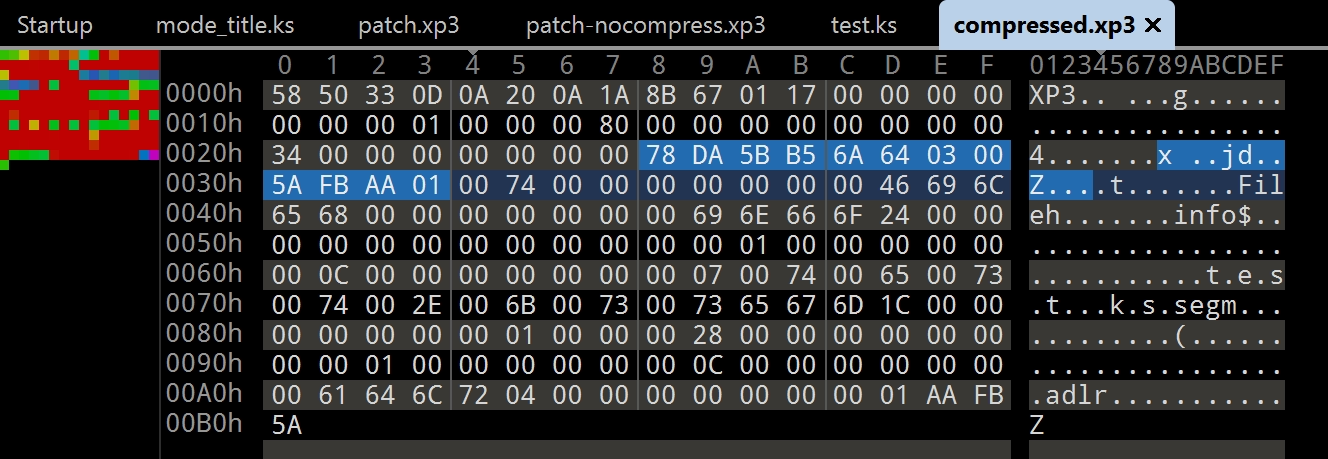 Startup mode_title.ks patch.xp3 patch-nocompress.xp3 test.ks compressed.xp3 ✕
0 1 2 3 4 5 6 7 8 9 A B C D E F 0123456789ABCDEF
0000h 58 50 33 0D 0A 20 0A 1A 8B 67 01 17 00 00 00 00 XP3.. ...g......
0010h 00 00 00 01 00 00 00 80 00 00 00 00 00 00 00 00 ................
0020h 34 00 00 00 00 00 00 00 78 DA 5B B5 6A 64 03 00 4.......x ..jd..
0030h 5A FB AA 01 00 74 00 00 00 00 00 00 00 46 69 6C Z....t.......Fil
0040h 65 68 00 00 00 00 00 00 00 69 6E 66 6F 24 00 00 eh.......info$..
0050h 00 00 00 00 00 00 00 00 00 00 01 00 00 00 00 00 ................
0060h 00 0C 00 00 00 00 00 00 00 07 00 74 00 65 00 73 ...........t.e.s
0070h 00 74 00 2E 00 6B 00 73 00 73 65 67 6D 1C 00 00 .t...k.s.segm...
0080h 00 00 00 00 00 01 00 00 00 28 00 00 00 00 00 00 .........(......
0090h 00 00 01 00 00 00 00 00 00 0C 00 00 00 00 00 00 ................
00A0h 00 61 64 6C 72 04 00 00 00 00 00 00 00 01 AA FB .adlr...........
00B0h 5A Z